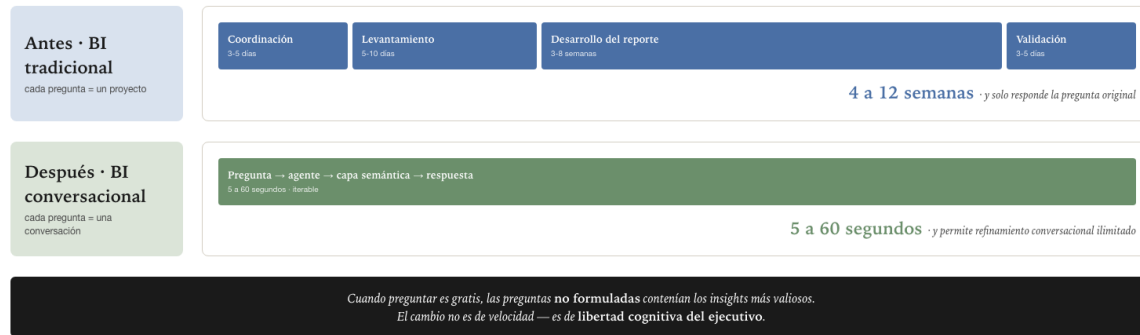 Antes · BI
tradicional
cada pregunta = un proyecto
Coordinación
3-5 días
Levantamiento
5-10 días
Desarrollo del reporte
3-8 semanas
Validación
3-5 días
4 a 12 semanas · y solo responde la pregunta original
Después · BI
conversacional
cada pregunta = una
conversación
Pregunta → agente → capa semántica → respuesta
5 a 60 segundos · iterable
5 a 60 segundos · y permite refinamiento conversacional ilimitado
Cuando preguntar es gratis, las preguntas no formuladas contenían los insights más valiosos.
El cambio no es de velocidad — es de libertad cognitiva del ejecutivo.